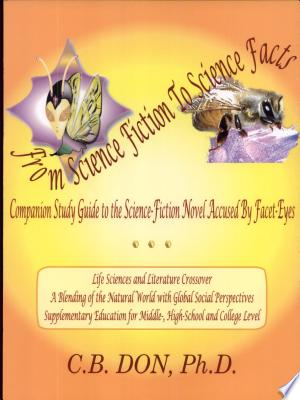 From Science Fiction To Science Facts
Companion Study Guide to the Science-Fiction Novel Accused By Facet-Eyes
Life Sciences and Literature Crossover
A Blending of the Natural World with Global Social Perspectives
Supplementary Education for Middle-, High-School and College Level
C.B. DON, Ph.D.